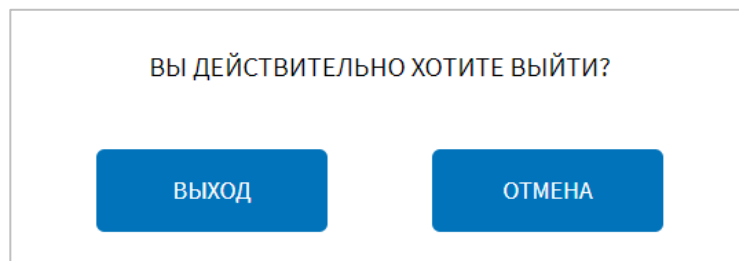 ВЫ ДЕЙСТВИТЕЛЬНО ХОТИТЕ ВЫЙТИ?
ВЫХОД
ОТМЕНА